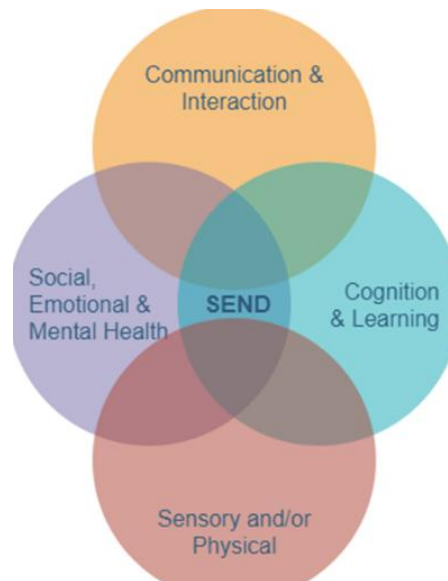 Communication &
Interaction
Social,
Emotional &
Mental Health
SEND
Cognition
& Learning
Sensory and/or
Physical